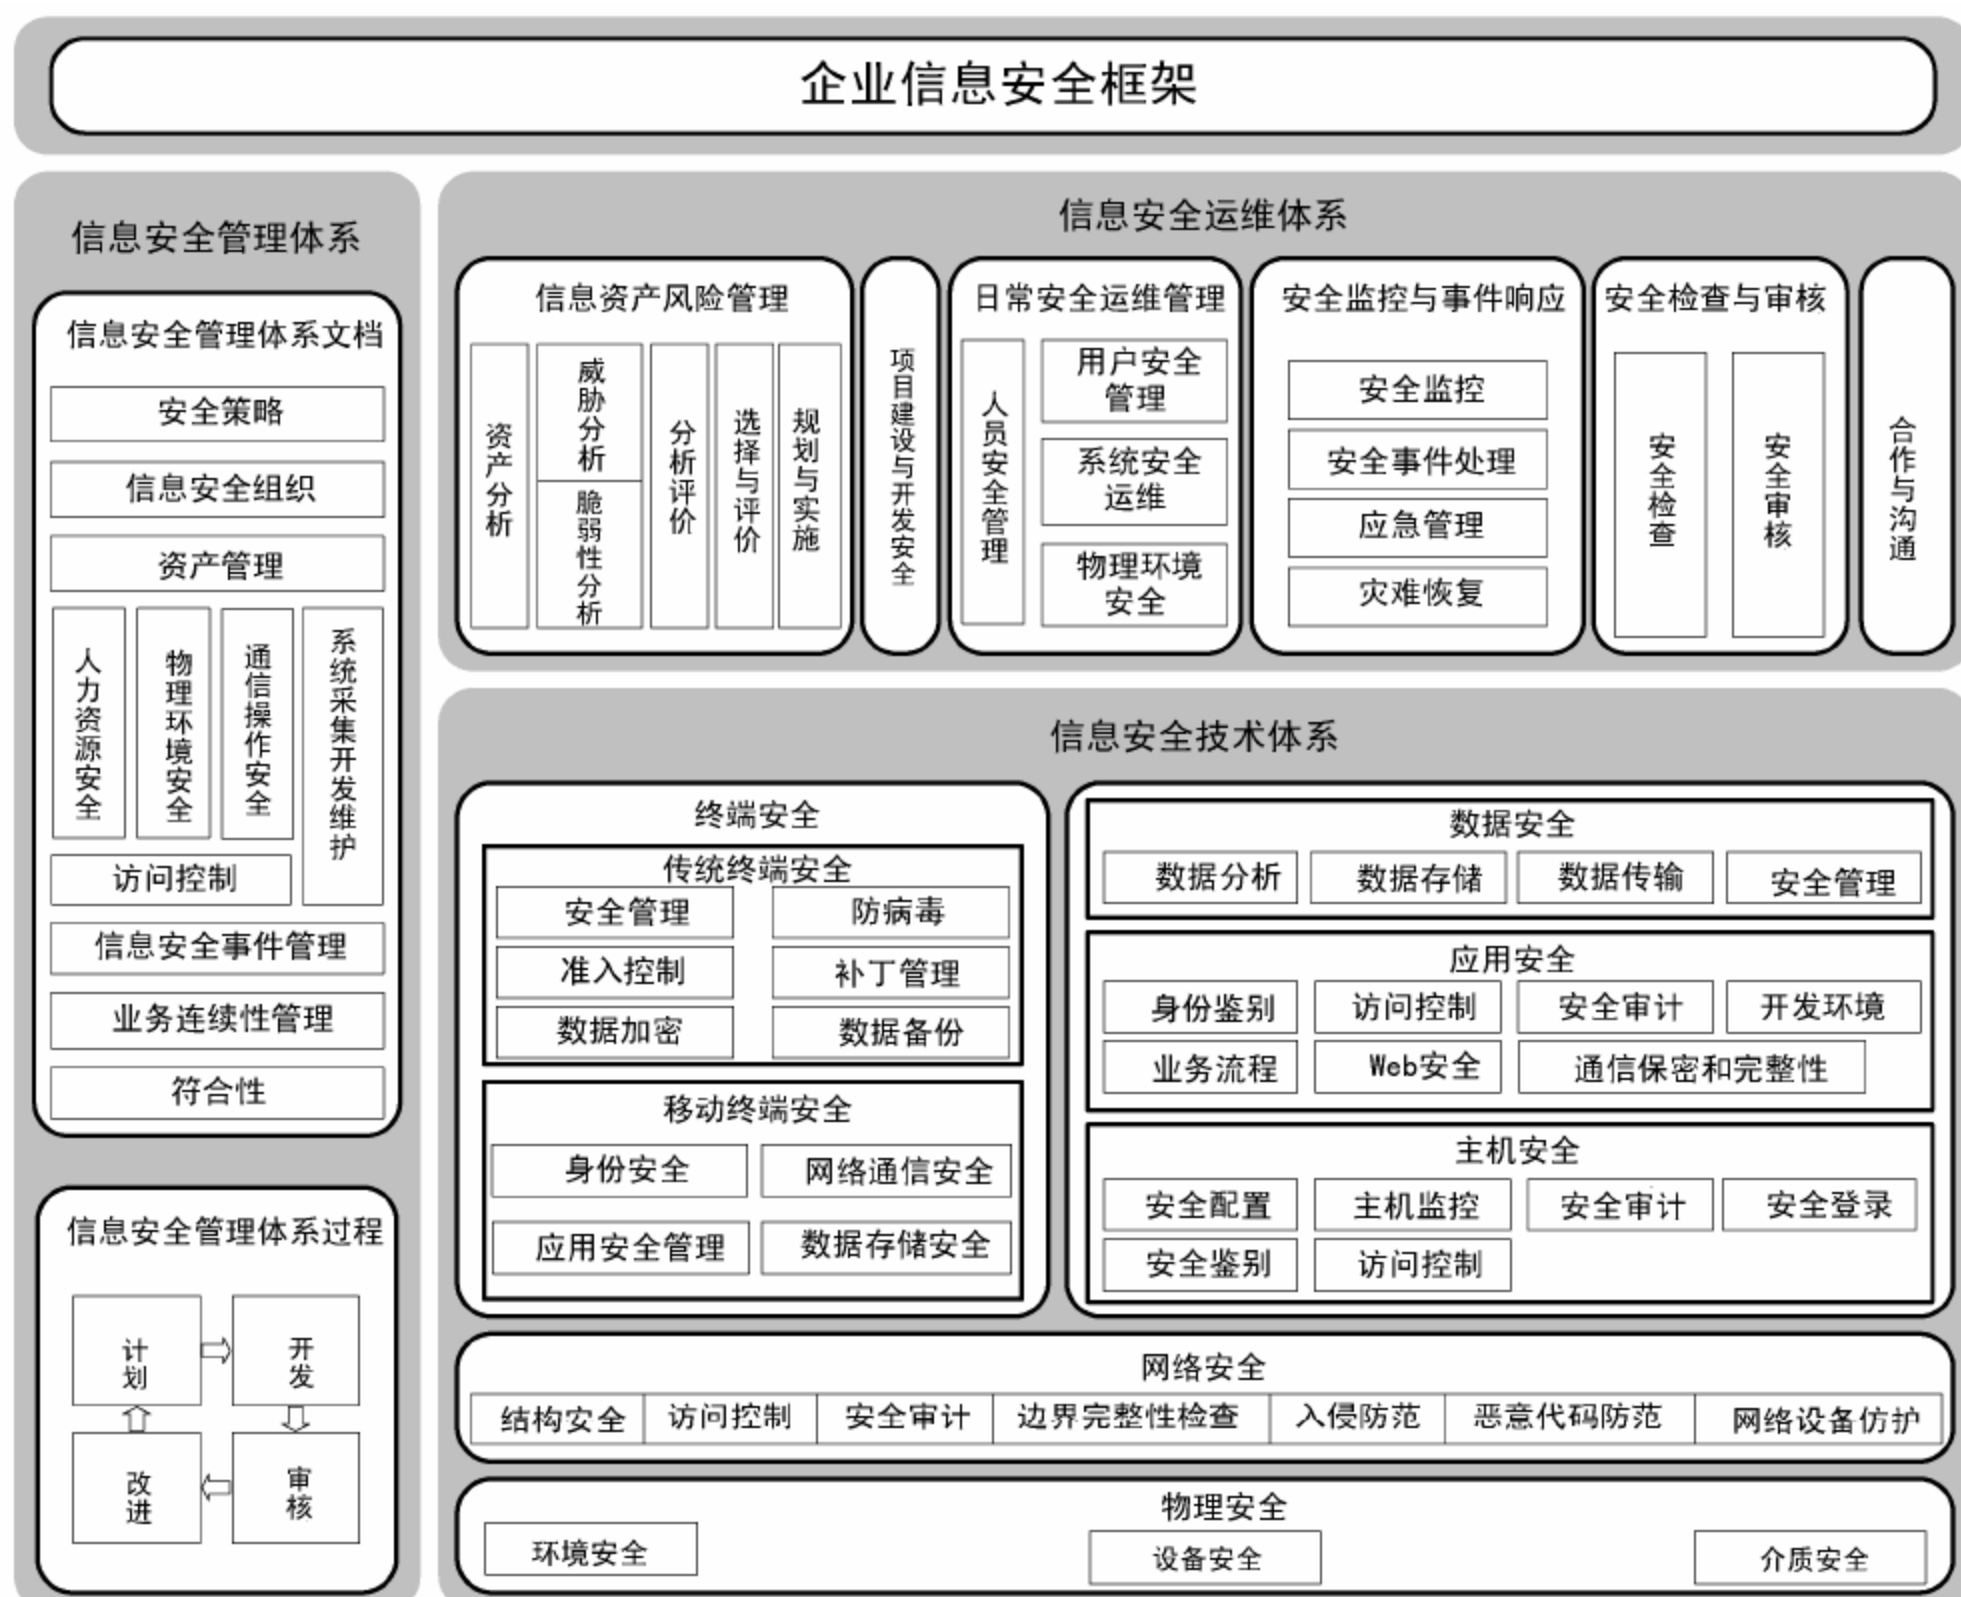 企业信息安全框架
信息安全管理体系
信息安全管理体系文档
安全策略
信息安全组织
资产管理
人力资源安全
物理环境安全
通信操作安全
系统采集开发维护
访问控制
信息安全事件管理
业务连续性管理
符合性
信息安全管理体系过程
计划
开发
改进
审核
信息安全运维体系
信息资产风险管理
资产分析
威胁分析
脆弱性分析
分析评价
选择与评价
规划与实施
项目建设与开发安全
日常安全运维管理
人员安全管理
用户安全
管理
系统安全
运维
物理环境
安全
安全监控与事件响应
安全监控
安全事件处理
应急管理
灾难恢复
安全检查与审核
安全检查
安全审核
合作与沟通
信息安全技术体系
终端安全
传统终端安全
安全管理
防病毒
准入控制
补丁管理
数据加密
数据备份
移动终端安全
身份安全
网络通信安全
应用安全管理
数据存储安全
数据安全
数据分析
数据存储
数据传输
安全管理
应用安全
身份鉴别
访问控制
安全审计
开发环境
业务流程
Web安全
通信保密和完整性
主机安全
安全配置
主机监控
安全审计
安全登录
安全鉴别
访问控制
网络安全
结构安全
访问控制
安全审计
边界完整性检查
入侵防范
恶意代码防范
网络设备仿护
物理安全
环境安全
设备安全
介质安全